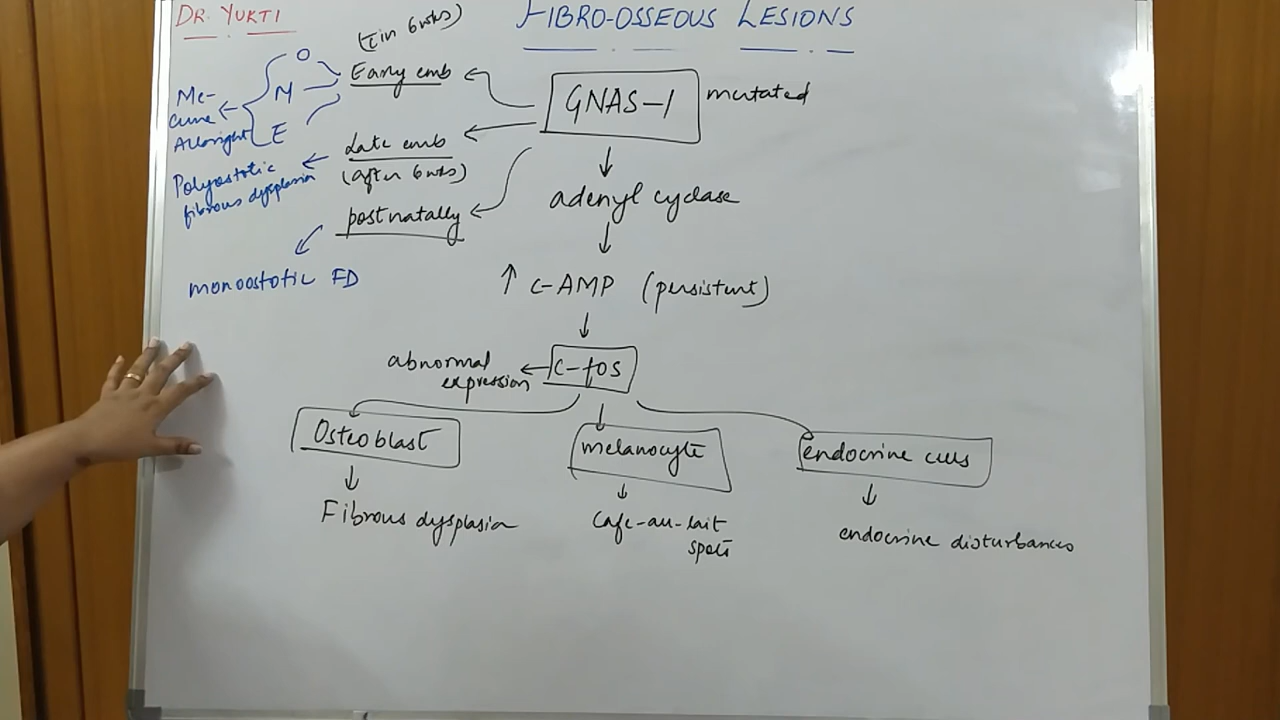 DR. YUKTI
FIBRO-OSSEOUS LESIONS
(in 6wks)
O
M
E
Early emb
GNAS-1
mutated
Mc-
cune
Albright
late emb
(after 6wks)
Polyostotic
fibrous dysplasia
postnatally
monoostotic FD
adenyl cyclase
↑ c-AMP (persistent)
abnormal
expression
c-fos
Osteoblast
melanocyte
endocrine cells
Fibrous dysplasia
Cafe-au-lait
spots
endocrine disturbances